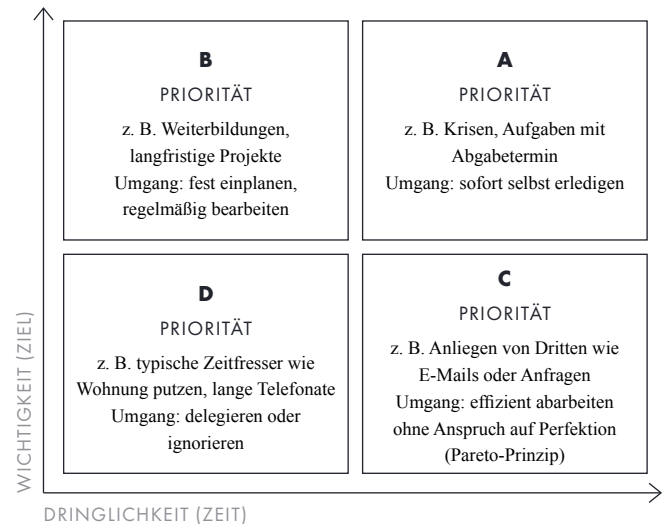 B
PRIORITÄT
z. B. Weiterbildungen,
langfristige Projekte
Umgang: fest einplanen,
regelmäßig bearbeiten
A
PRIORITÄT
z. B. Krisen, Aufgaben mit
Abgabetermin
Umgang: sofort selbst erledigen
D
PRIORITÄT
z. B. typische Zeitfresser wie
Wohnung putzen, lange Telefonate
Umgang: delegieren oder
ignorieren
C
PRIORITÄT
z. B. Anliegen von Dritten wie
E-Mails oder Anfragen
Umgang: effizient abarbeiten
ohne Anspruch auf Perfektion
(Pareto-Prinzip)
WICHTIGKEIT (ZIEL)
DRINGLICHKEIT (ZEIT)